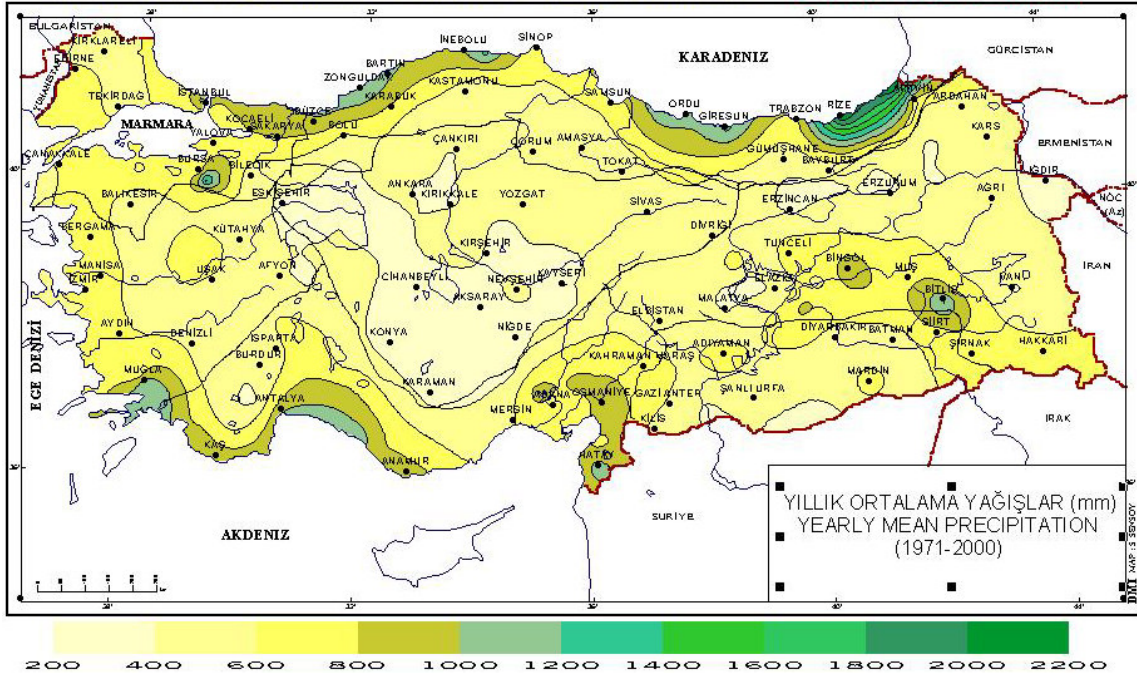 BULGARİSTAN
KIRKLARELİ
EDİRNE
YUNANİSTAN
TEKİRDAĞ
İSTANBUL
MARMARA
KOCAELİ
YALOVA
SAKARYA
DÜZCE
ZONGULDAK
BARTIN
KARABÜK
BOLU
İNEBOLU
KASTAMONU
SİNOP
KARADENIZ
SAMSUN
ORDU
GİRESUN
TRABZON
RİZE
ARTVİN
ARDAHAN
GÜRCİSTAN
KARS
ERMENİSTAN
ÇANAKKALE
BURSA
BİLECİK
BALIKESİR
ESKİŞEHİR
ÇANKIRI
ÇORUM
AMASYA
TOKAT
GÜMÜŞHANE
BAYBURT
ERZURUM
ERZİNCAN
AĞRI
IĞDIR
ANKARA
KIRIKKALE
YOZGAT
SİVAS
DİVRİĞİ
BERGAMA
KÜTAHYA
MANİSA
İZMİR
UŞAK
AFYON
KIRŞEHİR
CİHANBEYLİ
AKSARAY
NEVŞEHİR
KAYSERİ
TUNCELİ
BİNGÖL
MUŞ
ELAZIĞ
MALATYA
BİTLİS
VAN
İRAN
AYDIN
DENİZLİ
ISPARTA
BURDUR
KONYA
NİĞDE
ELBİSTAN
DİYARBAKIR
BATMAN
SİİRT
ŞIRNAK
HAKKARİ
EGE DENİZİ
MUĞLA
ANTALYA
KARAMAN
MERSİN
ADANA
OSMANİYE
KAHRAMAN MARAŞ
ADIYAMAN
GAZİANTEP
KİLİS
ŞANLIURFA
MARDİN
IRAK
KAŞ
ANAMUR
HATAY
SURİYE
AKDENIZ
YILLIK ORTALAMA YAĞIŞLAR (mm)
YEARLY MEAN PRECIPITATION
(1971-2000)
DMI MAP : S SENSOY
200 400 600 800 1000 1200 1400 1600 1800 2000 2200